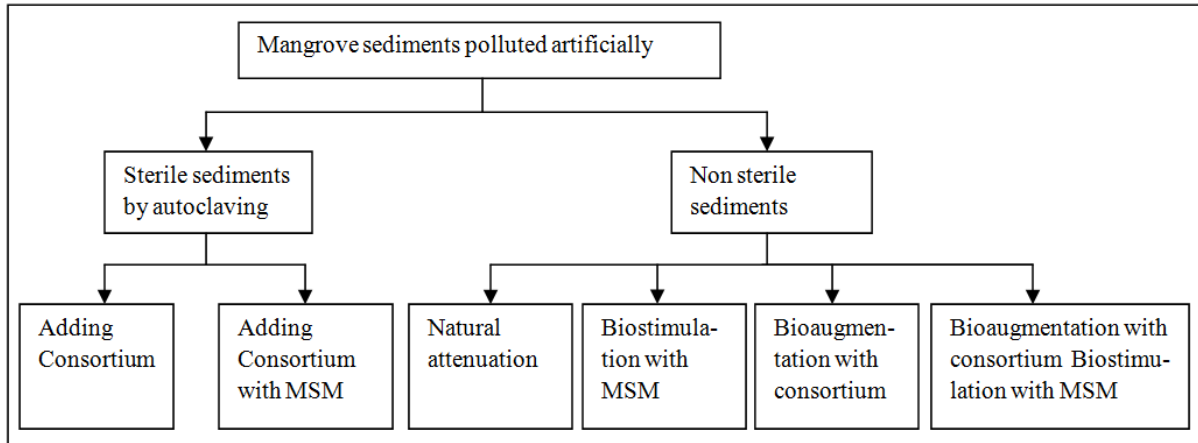 Mangrove sediments polluted artificially
Sterile sediments
by autoclaving
Non sterile
sediments
Adding
Consortium
Adding
Consortium
with MSM
Natural
attenuation
Biostimula-
tion with
MSM
Bioaugmen-
tation with
consortium
Bioaugmentation with
consortium Biostimu-
lation with MSM